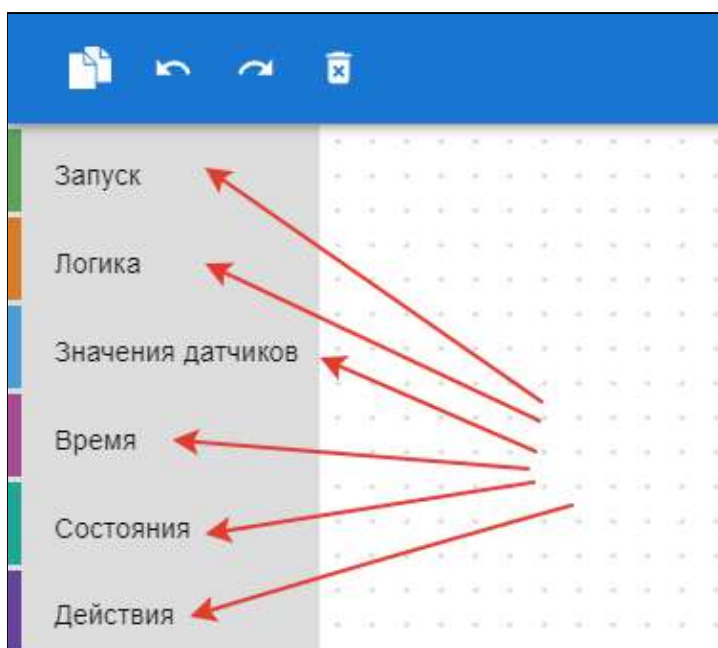 Запуск
Логика
Значения датчиков
Время
Состояния
Действия